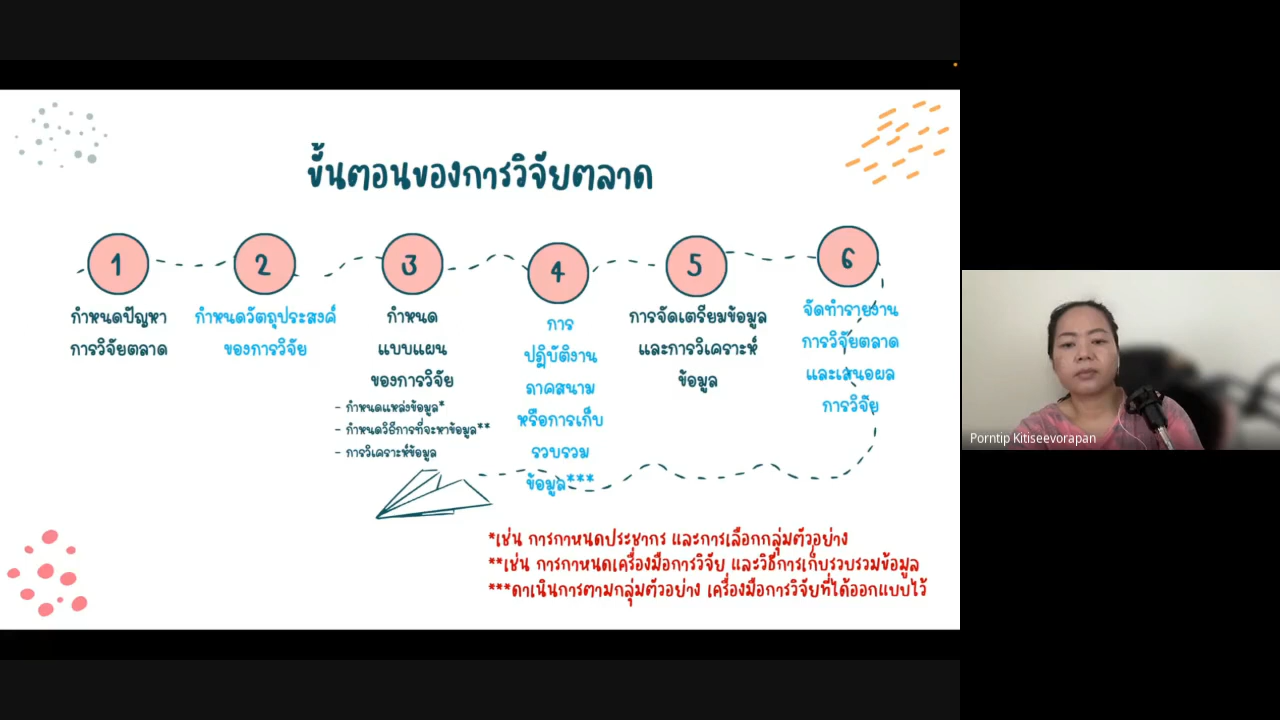 ขั้นตอนของการวิจัยตลาด
1
กำหนดปัญหา
การวิจัยตลาด
2
กำหนดวัตถุประสงค์
ของการวิจัย
3
กำหนด
แบบแผน
ของการวิจัย
- กำหนดแหล่งข้อมูล*
- กำหนดวิธีการที่จะหาข้อมูล**
- การวิเคราะห์ข้อมูล
4
การ
ปฏิบัติงาน
ภาคสนาม
หรือการเก็บ
รวบรวม
ข้อมูล***
5
การจัดเตรียมข้อมูล
และการวิเคราะห์
ข้อมูล
6
จัดทำรายงาน
การวิจัยตลาด
และเสนอผล
การวิจัย
*เช่น การกาหนดประชากร และการเลือกกลุ่มตัวอย่าง
**เช่น การกาหนดเครื่องมือการวิจัย และวิธีการเก็บรวบรวมข้อมูล
***ดาเนินการตามกลุ่มตัวอย่าง เครื่องมือการวิจัยที่ได้ออกแบบไว้
Porntip Kitiseevorapan